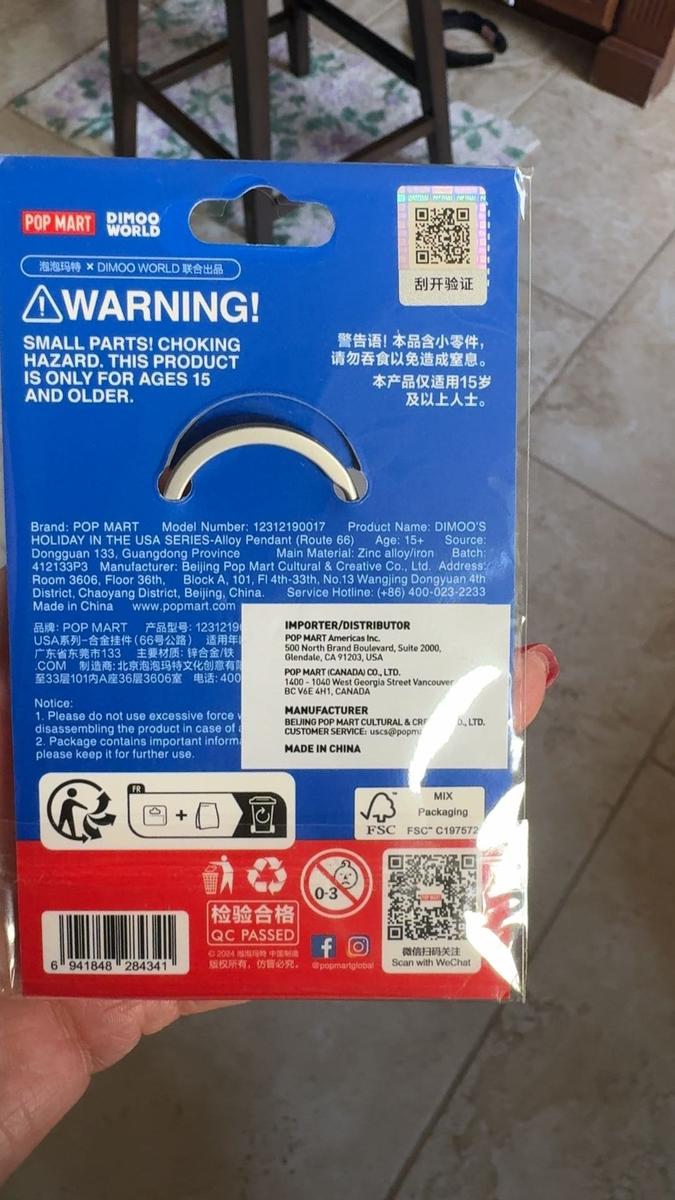 POP MART DIMOO WORLD
泡泡玛特 × DIMOO WORLD 联合出品
刮开验证
WARNING!
SMALL PARTS! CHOKING
HAZARD. THIS PRODUCT
IS ONLY FOR AGES 15
AND OLDER.
警告语! 本品含小零件，
请勿吞食以免造成窒息。
本产品仅适用15岁
及以上人士。
Brand: POP MART Model Number: 12312190017 Product Name: DIMOO'S
HOLIDAY IN THE USA SERIES-Alloy Pendant (Route 66) Age: 15+ Source:
Dongguan 133, Guangdong Province Main Material: Zinc alloy/iron Batch:
412133P3 Manufacturer: Beijing Pop Mart Cultural & Creative Co., Ltd. Address:
Room 3606, Floor 36th, Block A, 101, Fl 4th-33th, No.13 Wangjing Dongyuan 4th
District, Chaoyang District, Beijing, China. Service Hotline: (+86) 400-023-2233
Made in China www.popmart.com
品牌: POP MART 产品型号: 1231219
USA系列-合金挂件 (66号公路) 适用年
广东省东莞市133 主要材质: 锌合金/铁
.COM 制造商: 北京泡泡玛特文化创意有
至33层101内A座36层3606室 电话: 400
Notice:
1. Please do not use excessive force
disassembling the product in case of
2. Package contains important
please keep it for further use.
IMPORTER/DISTRIBUTOR
POP MART Americas Inc.
500 North Brand Boulevard, Suite 2000,
Glendale, CA 91203, USA
POP MART (CANADA) CO., LTD.
1400 - 1040 West Georgia Street Vancouver
BC V6E 4H1, CANADA
MANUFACTURER
BEIJING POP MART CULTURAL & CO., LTD.
CUSTOMER SERVICE: uscs@popm
MADE IN CHINA
FR
+
FSC
MIX
Packaging
FSC™ C197572
0-3
检验合格
QC PASSED
© 2024 泡泡玛特 中国制造
版权所有，仿冒必究。
@popmartglobal
POP MART
微信扫码关注
Scan with WeChat
6 941848 284341